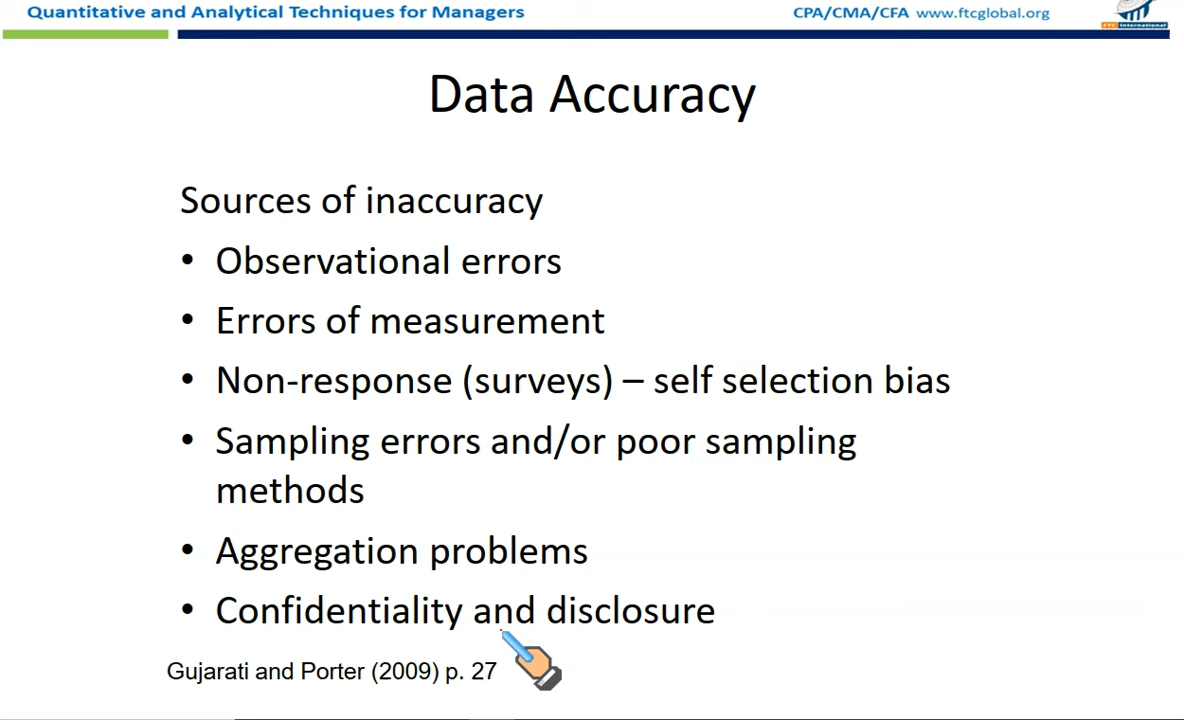 Quantitative and Analytical Techniques for Managers
CPA/CMA/CFA www.ftcglobal.org
FTC International
Data Accuracy
Sources of inaccuracy
• Observational errors
• Errors of measurement
• Non-response (surveys) – self selection bias
• Sampling errors and/or poor sampling
methods
• Aggregation problems
• Confidentiality and disclosure
Gujarati and Porter (2009) p. 27